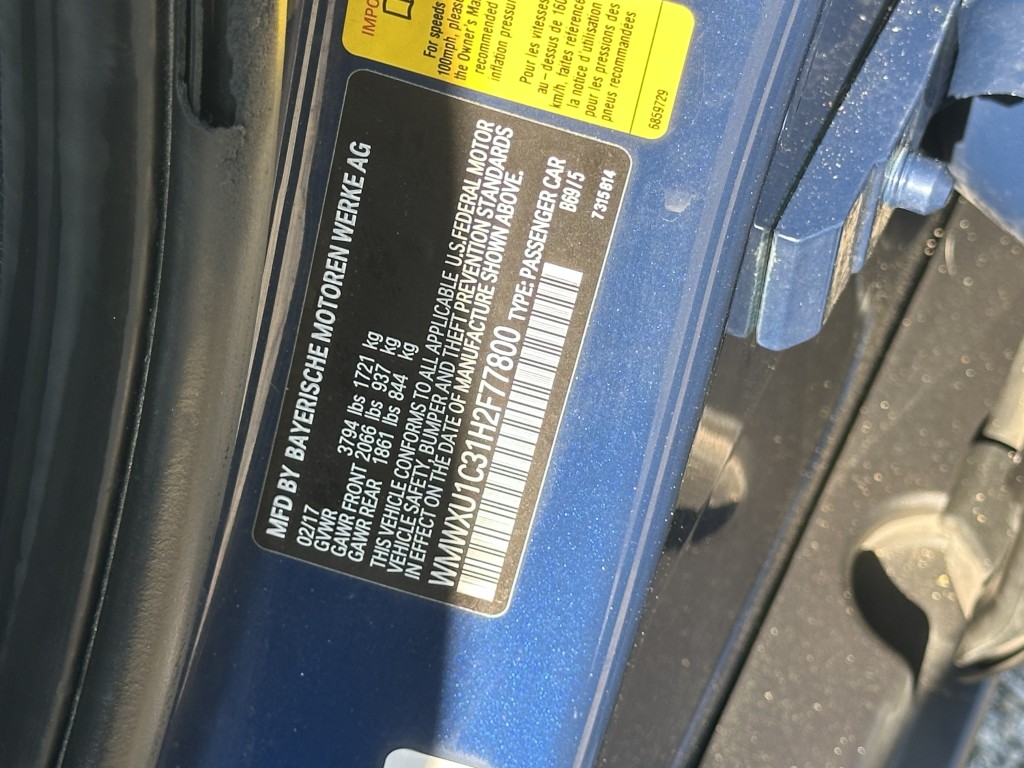 For speeds
100mph, please
the Owner's Ma
recommended
inflation pressur
Pour les vitesses
au-dessus de 160
km/h, faites référence
la notice d'utilisation
pour les pressions des
pneus recommandées
6859729
MFD BY BAYERISCHE MOTOREN WERKE AG
02/17
GVWR 3794 lbs 1721 kg
GAWR FRONT 2066 lbs 937 kg
GAWR REAR 1861 lbs 844 kg
THIS VEHICLE CONFORMS TO ALL APPLICABLE U.S. FEDERAL MOTOR
VEHICLE SAFETY, BUMPER AND THEFT PREVENTION STANDARDS
IN EFFECT ON THE DATE OF MANUFACTURE SHOWN ABOVE.
WMWXU1C31H2F77800 TYPE: PASSENGER CAR
B69/5
7315814